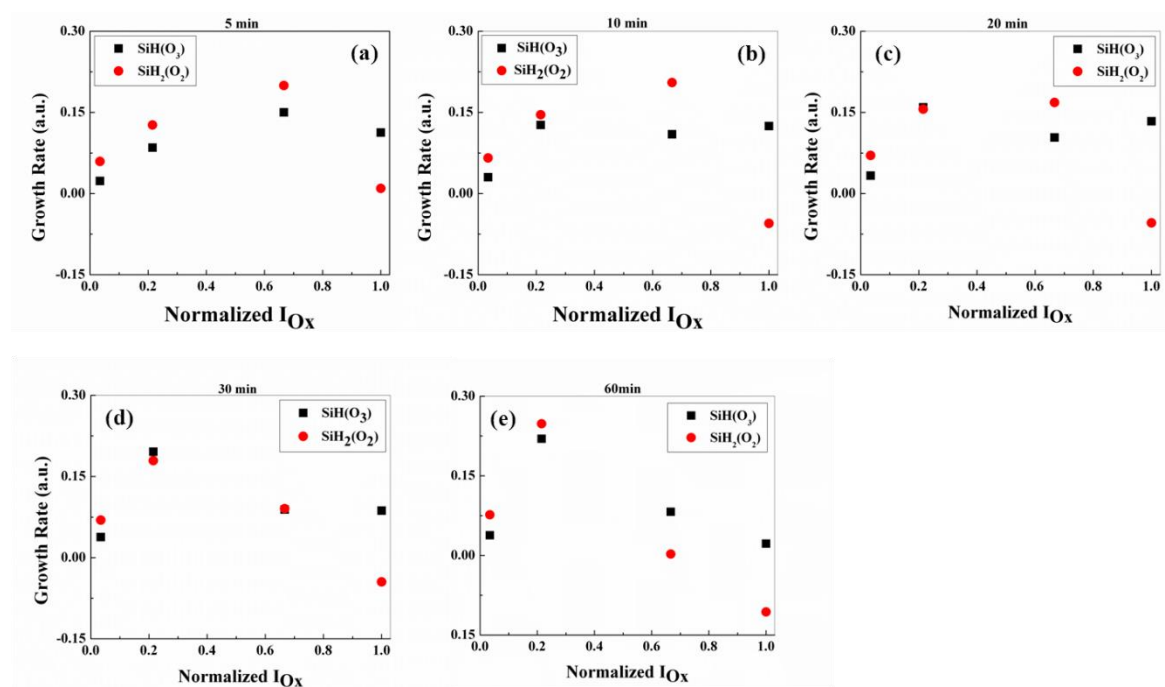 5 min
(a)
SiH(O₃)
SiH₂(O₂)
Growth Rate (a.u.)
0.30
0.15
0.00
-0.15
0.0 0.2 0.4 0.6 0.8 1.0
Normalized I_Ox
10 min
(b)
SiH(O₃)
SiH₂(O₂)
Growth Rate (a.u.)
0.30
0.15
0.00
-0.15
0.0 0.2 0.4 0.6 0.8 1.0
Normalized I_Ox
20 min
(c)
SiH(O₃)
SiH₂(O₂)
Growth Rate (a.u.)
0.30
0.15
0.00
-0.15
0.0 0.2 0.4 0.6 0.8 1.0
Normalized I_Ox
30 min
(d)
SiH(O₃)
SiH₂(O₂)
Growth Rate (a.u.)
0.30
0.15
0.00
-0.15
0.0 0.2 0.4 0.6 0.8 1.0
Normalized I_Ox
60min
(e)
SiH(O₃)
SiH₂(O₂)
0.30
0.15
0.00
0.15
0.0 0.2 0.4 0.6 0.8 1.0
Normalized I_Ox